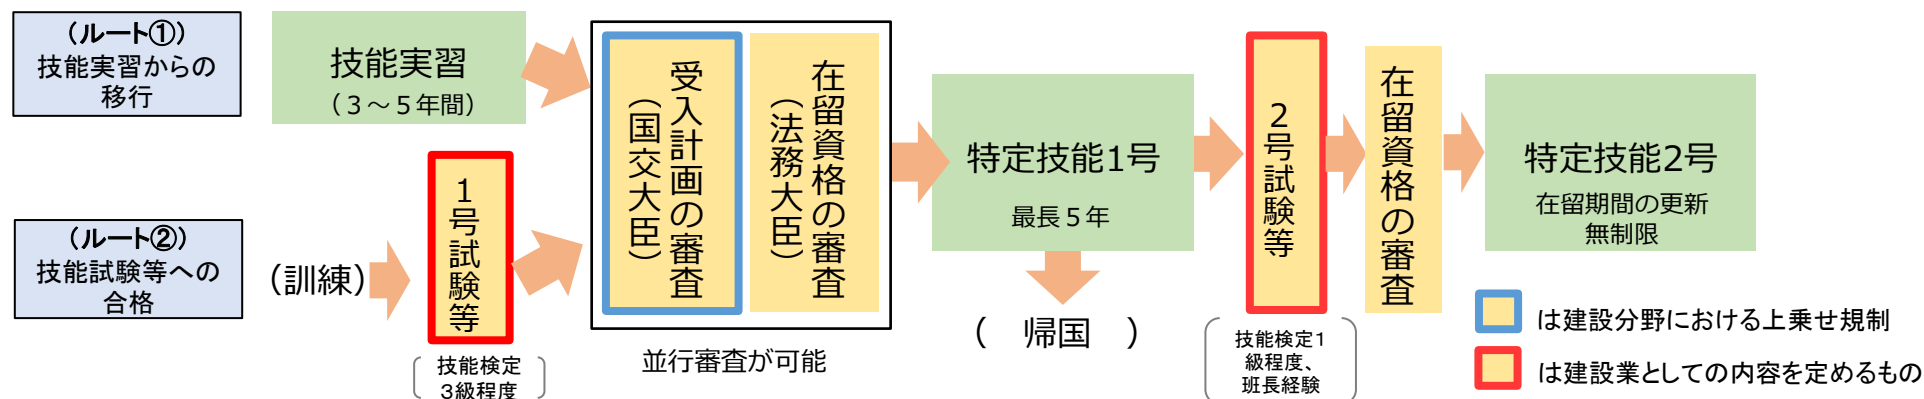 (ルート①)
技能実習からの
移行
技能実習
(3~5年間)
(ルート②)
技能試験等への
合格
(訓練)
1号試験等
技能検定
3級程度
受入計画の審査
(国交大臣)
在留資格の審査
(法務大臣)
並行審査が可能
特定技能1号
最長5年
( 帰国 )
2号試験等
技能検定1
級程度、
班長経験
在留資格の審査
特定技能2号
在留期間の更新
無制限
は建設分野における上乗せ規制
は建設業としての内容を定めるもの